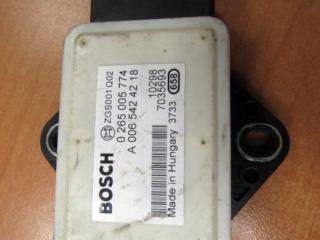 BOSCH
ZGS001 Q02
0 265 005 774
A 006 542 42 18
10298
7035693
Made in Hungary 3733 658